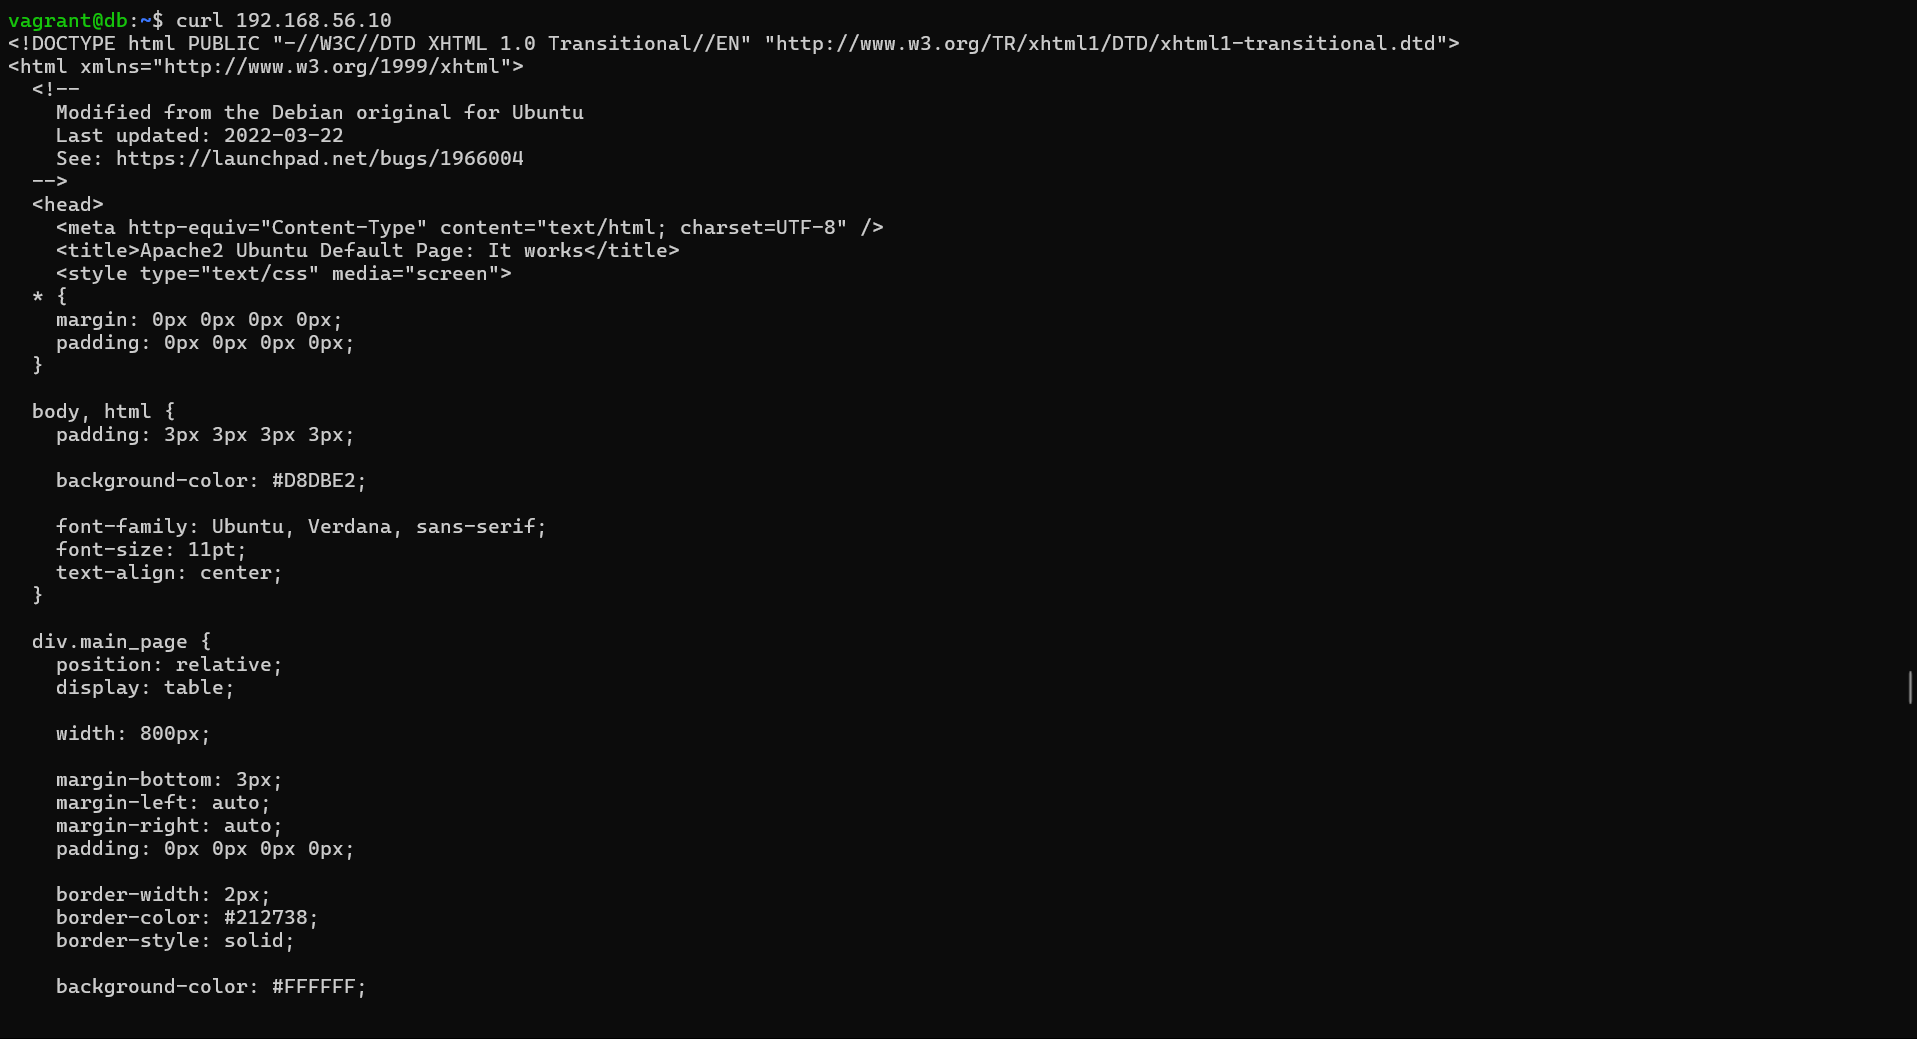 vagrant@db:~$ curl 192.168.56.10
<!DOCTYPE html PUBLIC "-//W3C//DTD XHTML 1.0 Transitional//EN" "http://www.w3.org/TR/xhtml1/DTD/xhtml1-transitional.dtd">
<html xmlns="http://www.w3.org/1999/xhtml">
  <!--
    Modified from the Debian original for Ubuntu
    Last updated: 2022-03-22
    See: https://launchpad.net/bugs/1966004
  -->
  <head>
    <meta http-equiv="Content-Type" content="text/html; charset=UTF-8" />
    <title>Apache2 Ubuntu Default Page: It works</title>
    <style type="text/css" media="screen">
  * {
    margin: 0px 0px 0px 0px;
    padding: 0px 0px 0px 0px;
  }

  body, html {
    padding: 3px 3px 3px 3px;

    background-color: #D8DBE2;

    font-family: Ubuntu, Verdana, sans-serif;
    font-size: 11pt;
    text-align: center;
  }

  div.main_page {
    position: relative;
    display: table;

    width: 800px;

    margin-bottom: 3px;
    margin-left: auto;
    margin-right: auto;
    padding: 0px 0px 0px 0px;

    border-width: 2px;
    border-color: #212738;
    border-style: solid;

    background-color: #FFFFFF;